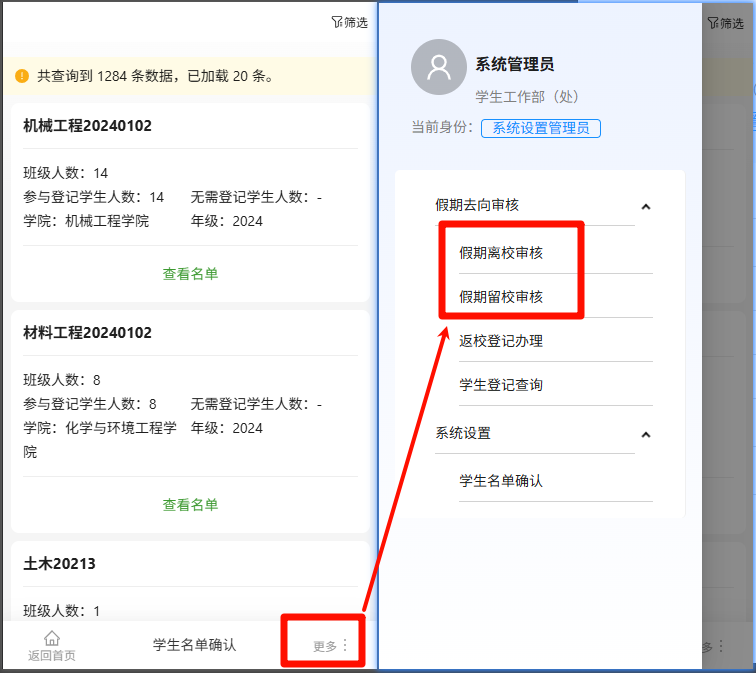 筛选
共查询到 1284 条数据，已加载 20 条。
机械工程20240102
班级人数：14
参与登记学生人数：14 无需登记学生人数：-
学院：机械工程学院 年级：2024
查看名单
材料工程20240102
班级人数：8
参与登记学生人数：8 无需登记学生人数：-
学院：化学与环境工程学 年级：2024
院
查看名单
土木20213
班级人数：1
返回首页
学生名单确认
更多
筛选
系统管理员
学生工作部（处）
当前身份：系统设置管理员
假期去向审核
假期离校审核
假期留校审核
返校登记办理
学生登记查询
系统设置
学生名单确认
多